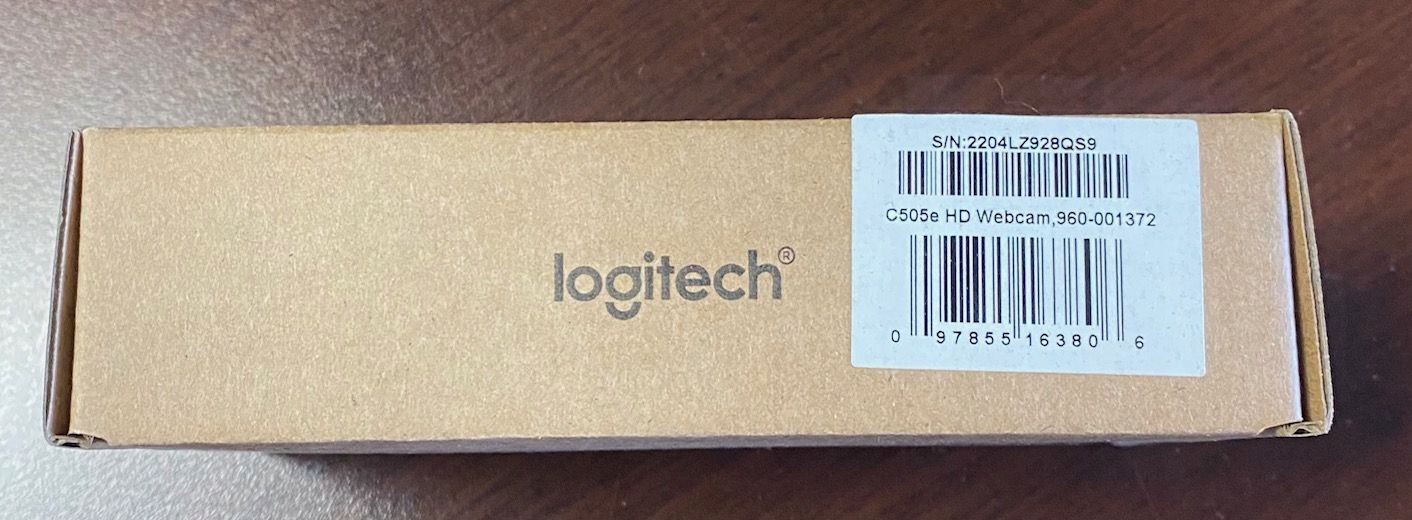 logitech®
S/N:2204LZ928QS9
C505e HD Webcam,960-001372
0 97855 16380 6